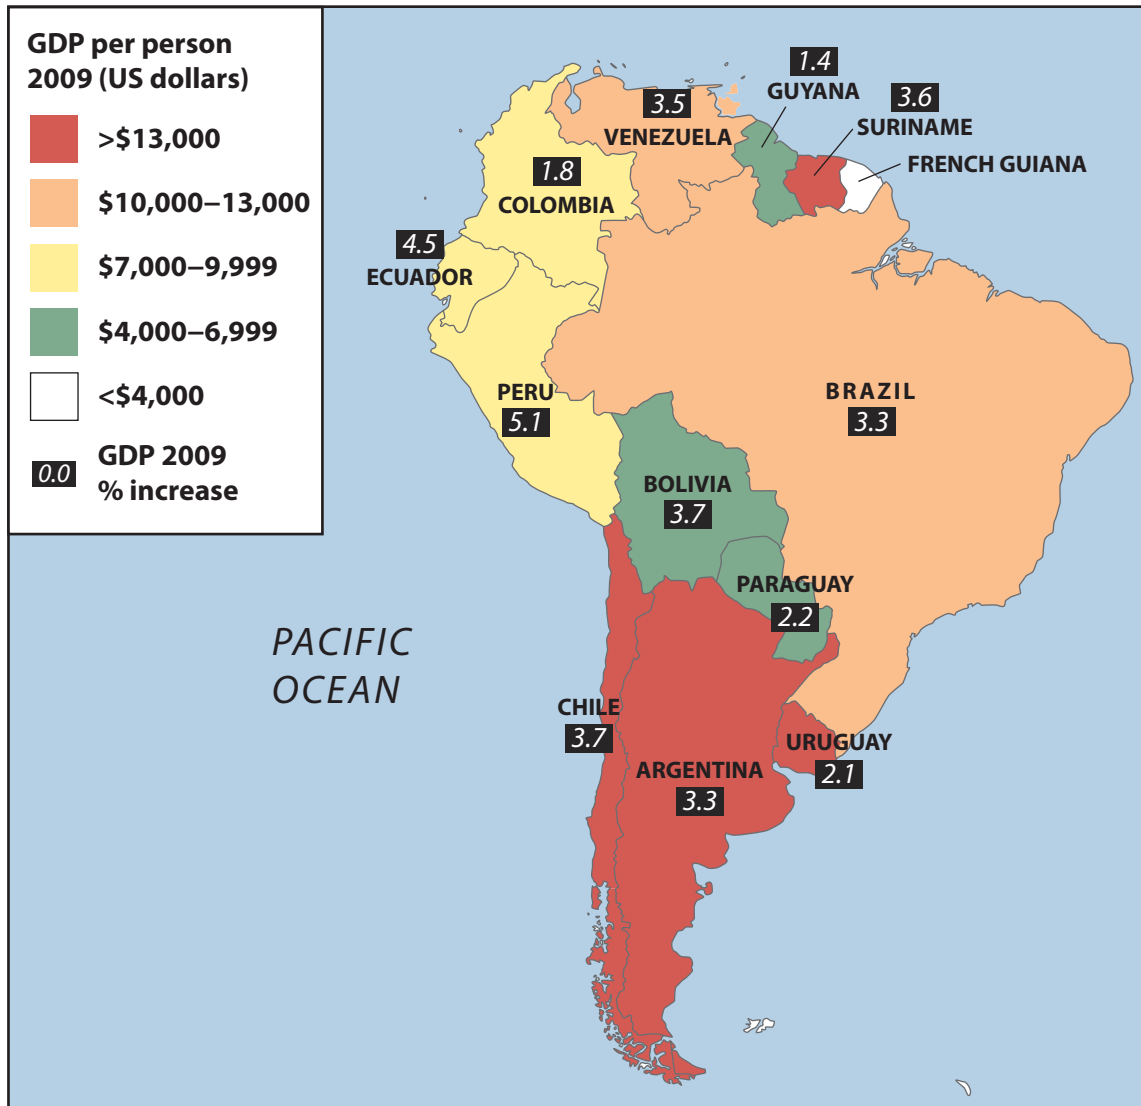 GDP per person
2009 (US dollars)
>$13,000
$10,000–13,000
$7,000–9,999
$4,000–6,999
<$4,000
0.0 GDP 2009
% increase
1.4
GUYANA
3.6
SURINAME
FRENCH GUIANA
3.5
VENEZUELA
1.8
COLOMBIA
4.5
ECUADOR
PERU
5.1
BRAZIL
3.3
BOLIVIA
3.7
PARAGUAY
2.2
PACIFIC
OCEAN
CHILE
3.7
URUGUAY
2.1
ARGENTINA
3.3